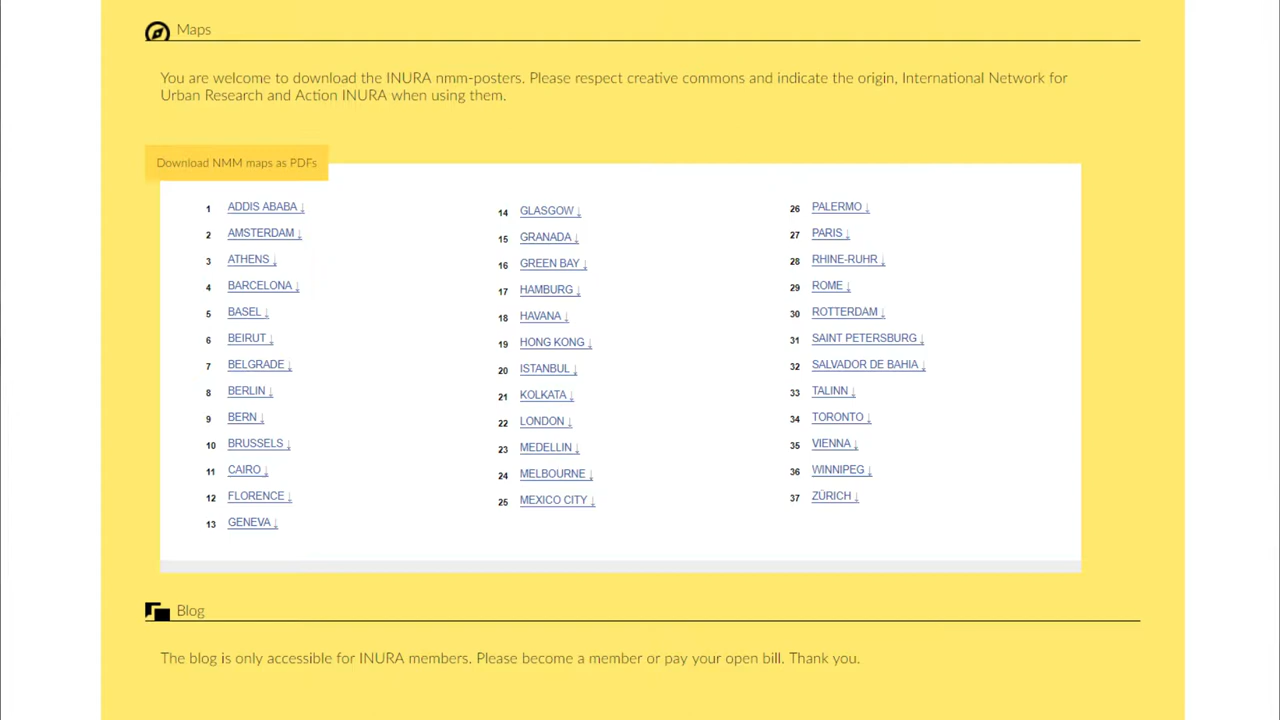 Maps
You are welcome to download the INURA nmm-posters. Please respect creative commons and indicate the origin, International Network for
Urban Research and Action INURA when using them.
Download NMM maps as PDFs
1 ADDIS ABABA ↓
2 AMSTERDAM ↓
3 ATHENS ↓
4 BARCELONA ↓
5 BASEL ↓
6 BEIRUT ↓
7 BELGRADE ↓
8 BERLIN ↓
9 BERN ↓
10 BRUSSELS ↓
11 CAIRO ↓
12 FLORENCE ↓
13 GENEVA ↓
14 GLASGOW ↓
15 GRANADA ↓
16 GREEN BAY ↓
17 HAMBURG ↓
18 HAVANA ↓
19 HONG KONG ↓
20 ISTANBUL ↓
21 KOLKATA ↓
22 LONDON ↓
23 MEDELLIN ↓
24 MELBOURNE ↓
25 MEXICO CITY ↓
26 PALERMO ↓
27 PARIS ↓
28 RHINE-RUHR ↓
29 ROME ↓
30 ROTTERDAM ↓
31 SAINT PETERSBURG ↓
32 SALVADOR DE BAHIA ↓
33 TALINN ↓
34 TORONTO ↓
35 VIENNA ↓
36 WINNIPEG ↓
37 ZÜRICH ↓
Blog
The blog is only accessible for INURA members. Please become a member or pay your open bill. Thank you.